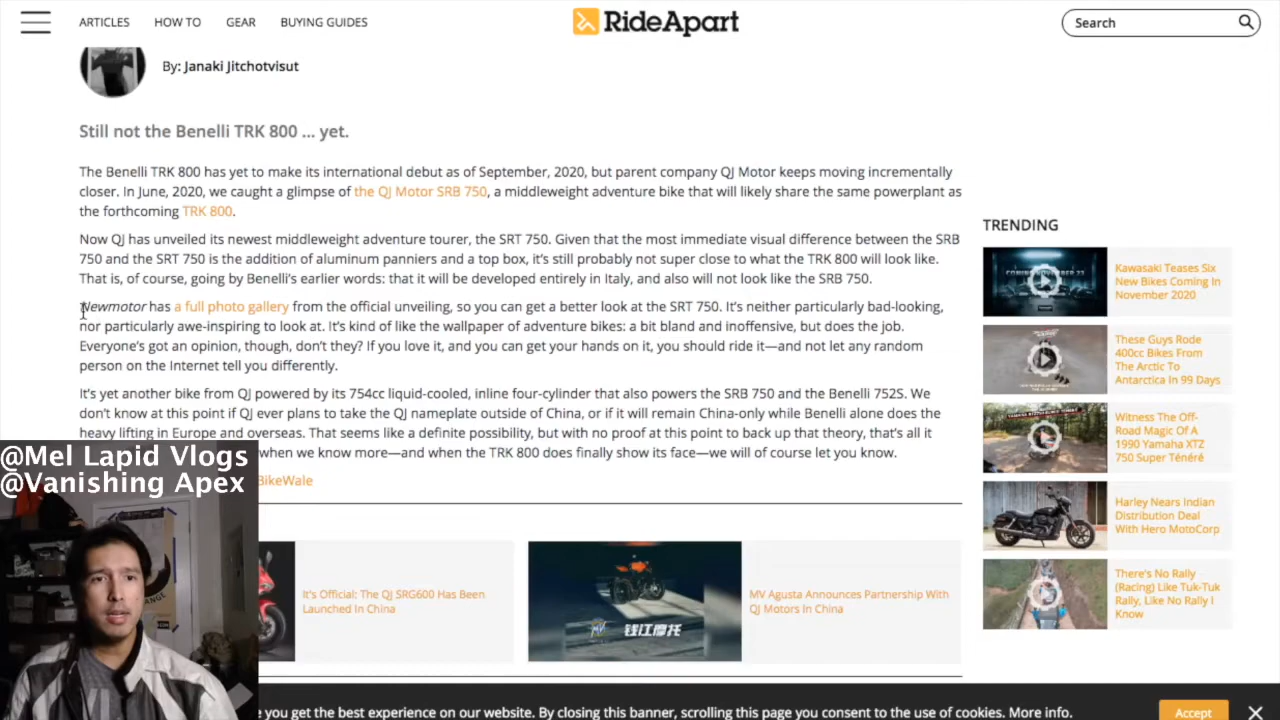 ARTICLES
HOW TO
GEAR
BUYING GUIDES
RideApart
Search
By: Janaki Jitchotvisut
Still not the Benelli TRK 800 ... yet.
The Benelli TRK 800 has yet to make its international debut as of September, 2020, but parent company QJ Motor keeps moving incrementally
closer. In June, 2020, we caught a glimpse of the QJ Motor SRB 750, a middleweight adventure bike that will likely share the same powerplant as
the forthcoming TRK 800.
Now QJ has unveiled its newest middleweight adventure tourer, the SRT 750. Given that the most immediate visual difference between the SRB
750 and the SRT 750 is the addition of aluminum panniers and a top box, it's still probably not super close to what the TRK 800 will look like.
That is, of course, going by Benelli's earlier words: that it will be developed entirely in Italy, and also will not look like the SRB 750.
Newmotor has a full photo gallery from the official unveiling, so you can get a better look at the SRT 750. It's neither particularly bad-looking,
nor particularly awe-inspiring to look at. It's kind of like the wallpaper of adventure bikes: a bit bland and inoffensive, but does the job.
Everyone's got an opinion, though, don't they? If you love it, and you can get your hands on it, you should ride it—and not let any random
person on the Internet tell you differently.
It's yet another bike from QJ powered by its 754cc liquid-cooled, inline four-cylinder that also powers the SRB 750 and the Benelli 752S. We
don't know at this point if QJ ever plans to take the QJ nameplate outside of China, or if it will remain China-only while Benelli alone does the
heavy lifting in Europe and overseas. That seems like a definite possibility, but with no proof at this point to back up that theory, that's all it
when we know more—and when the TRK 800 does finally show its face—we will of course let you know.
BikeWale
@Mel Lapid Vlogs
@Vanishing Apex
It's Official: The QJ SRG600 Has Been
Launched In China
钱江摩托
MV Agusta Announces Partnership With
QJ Motors In China
TRENDING
COMING NOVEMBER 23
Kawasaki Teases Six
New Bikes Coming In
November 2020
These Guys Rode
400cc Bikes From
The Arctic To
Antarctica In 99 Days
Witness The Off-
Road Magic Of A
1990 Yamaha XTZ
750 Super Ténéré
Harley Nears Indian
Distribution Deal
With Hero MotoCorp
There's No Rally
(Racing) Like Tuk-Tuk
Rally, Like No Rally I
Know
you get the best experience on our website. By closing this banner, scrolling this page you consent to the use of cookies. More info.
Accept